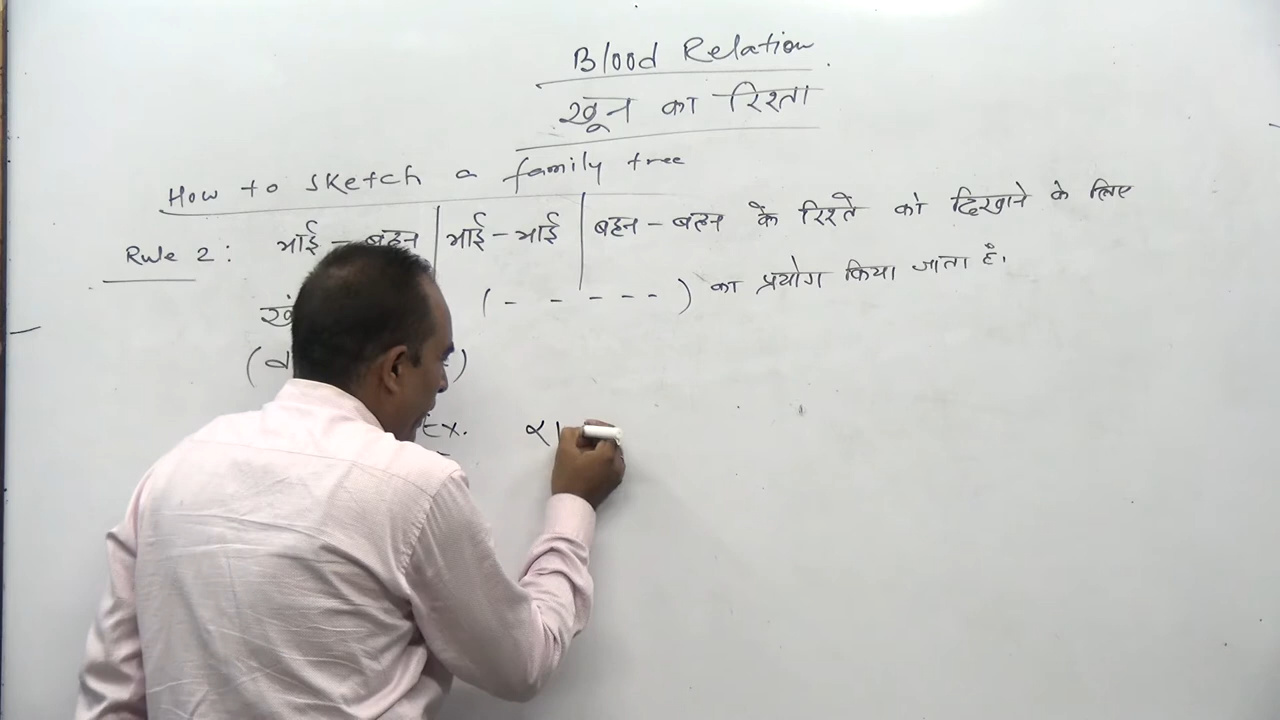 Blood Relation
खून का रिश्ता
How to sketch a family tree
Rule 2: भाई - बहन | भाई - भाई | बहन - बहन के रिश्ते को दिखाने के लिए
( - - - - - ) का प्रयोग किया जाता है.
Ex.